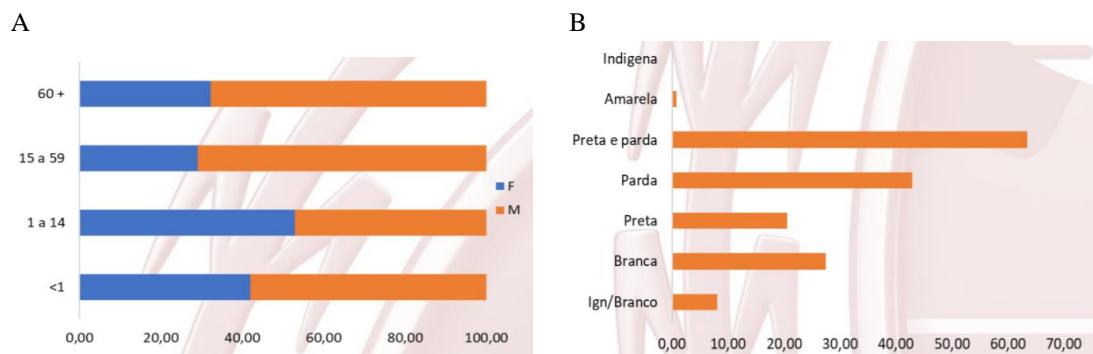 A
60 +
15 a 59
1 a 14
<1
0,00 20,00 40,00 60,00 80,00 100,00
F
M
B
Indigena
Amarela
Preta e parda
Parda
Preta
Branca
Ign/Branco
0,00 10,00 20,00 30,00 40,00 50,00 60,00 70,00